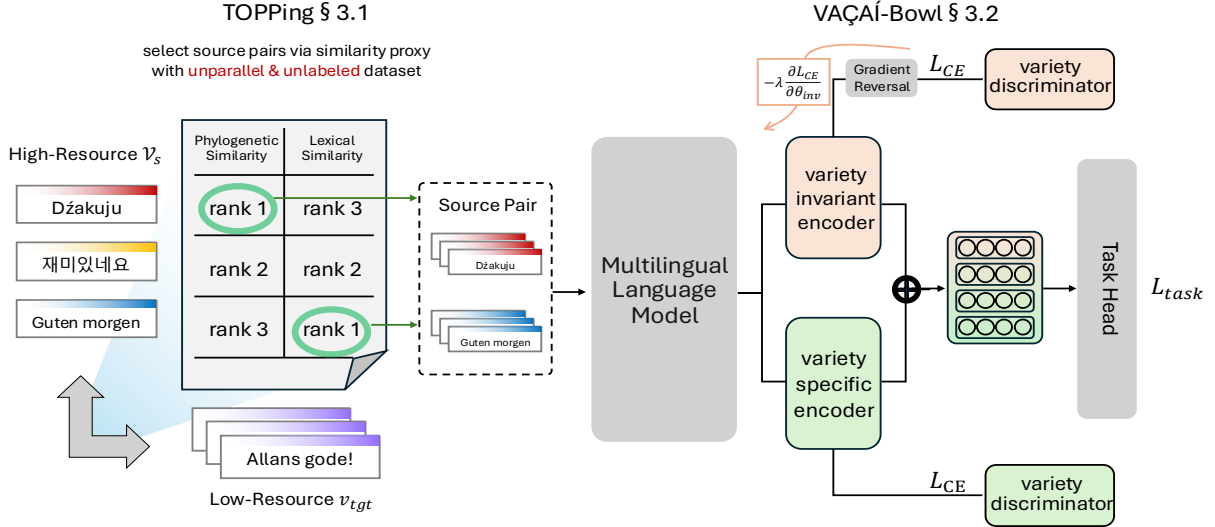 TOPPing § 3.1
select source pairs via similarity proxy
with unparallel & unlabeled dataset
High-Resource 𝒱_s
Dźakuju
재미있네요
Guten morgen
Phylogenetic
Similarity
Lexical
Similarity
rank 1
rank 3
rank 2
rank 2
rank 3
rank 1
Allans gode!
Low-Resource v_tgt
Source Pair
Dźakuju
Guten morgen
Multilingual
Language
Model
VAÇAÍ-Bowl § 3.2
−λ ∂L_CE/∂θ_inv
Gradient
Reversal
L_CE
variety
discriminator
variety
invariant
encoder
variety
specific
encoder
L_CE
variety
discriminator
Task Head
L_task